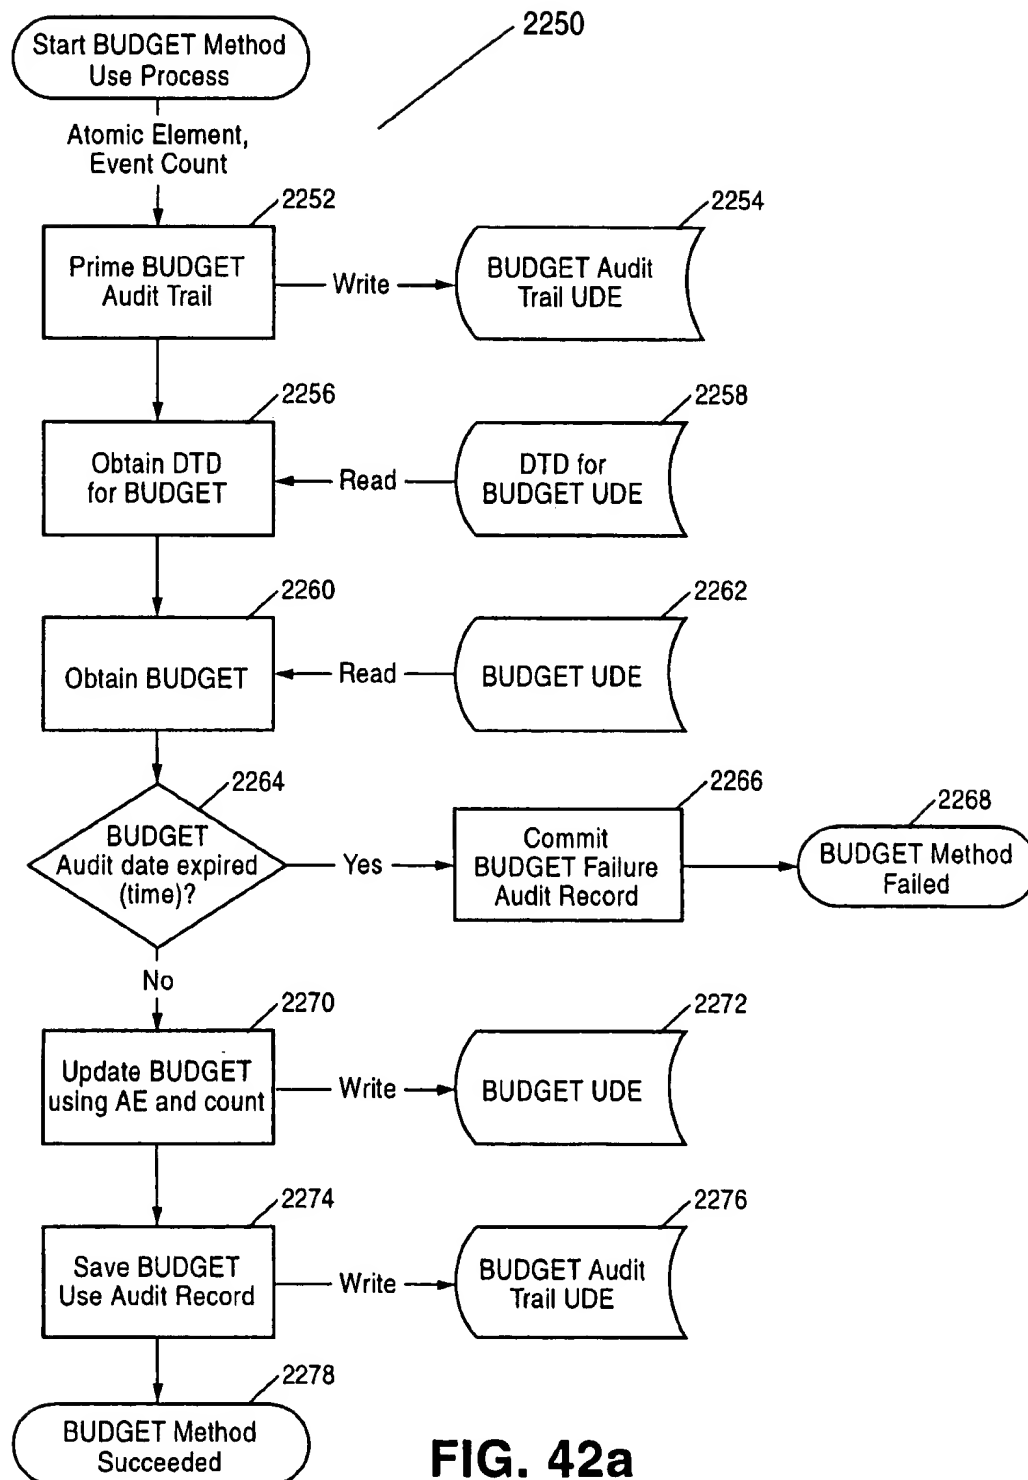 2250
Start BUDGET Method
Use Process
Atomic Element,
Event Count
2252
2254
Prime BUDGET
Audit Trail
Write
BUDGET Audit
Trail UDE
2256
2258
Obtain DTD
for BUDGET
Read
DTD for
BUDGET UDE
2260
2262
Obtain BUDGET
Read
BUDGET UDE
2264
2266
2268
BUDGET
Audit date expired
(time)?
Yes
Commit
BUDGET Failure
Audit Record
BUDGET Method
Failed
No
2270
2272
Update BUDGET
using AE and count
Write
BUDGET UDE
2274
2276
Save BUDGET
Use Audit Record
Write
BUDGET Audit
Trail UDE
2278
BUDGET Method
Succeeded
FIG. 42a